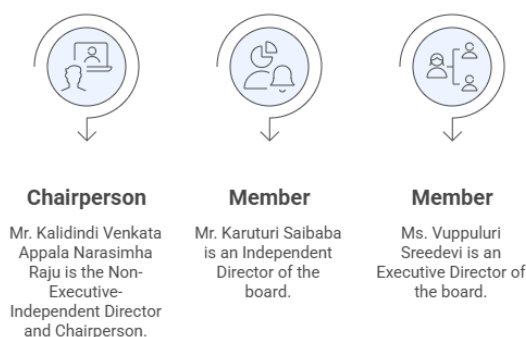 Chairperson
Mr. Kalidindi Venkata
Appala Narasimha
Raju is the Non-
Executive-
Independent Director
and Chairperson.
Member
Mr. Karuturi Saibaba
is an Independent
Director of the
board.
Member
Ms. Vuppuluri
Sreedevi is an
Executive Director of
the board.